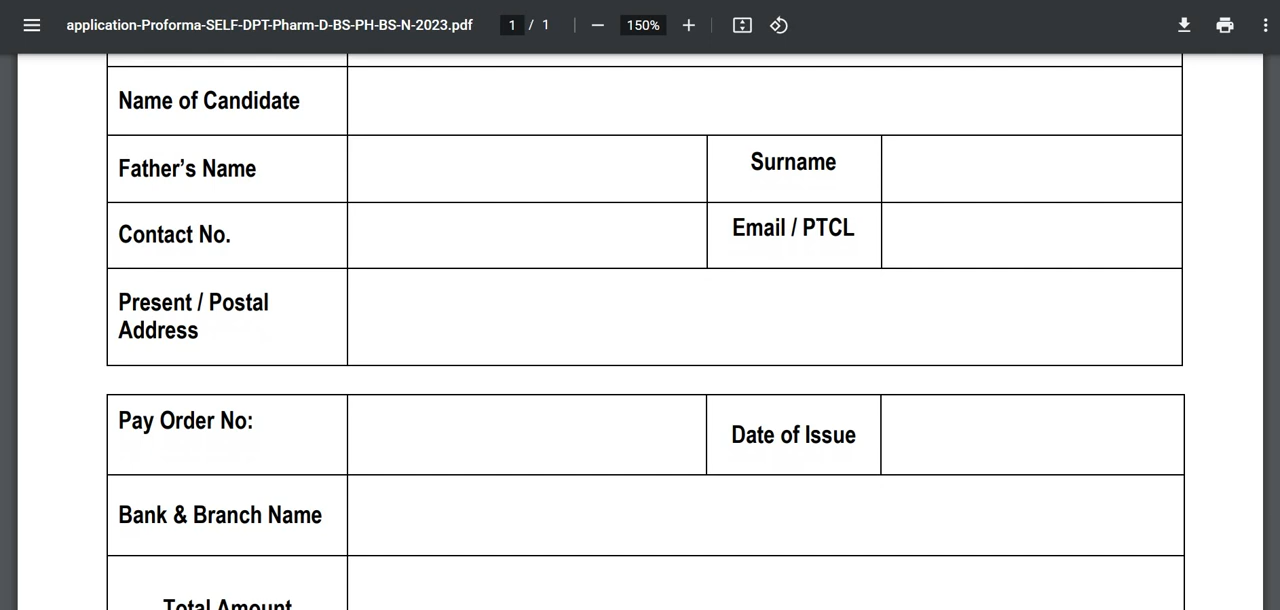 application-Proforma-SELF-DPT-Pharm-D-BS-PH-BS-N-2023.pdf 1 / 1 150%
Name of Candidate
Father’s Name Surname
Contact No. Email / PTCL
Present / Postal
Address
Pay Order No: Date of Issue
Bank & Branch Name
Total Amount